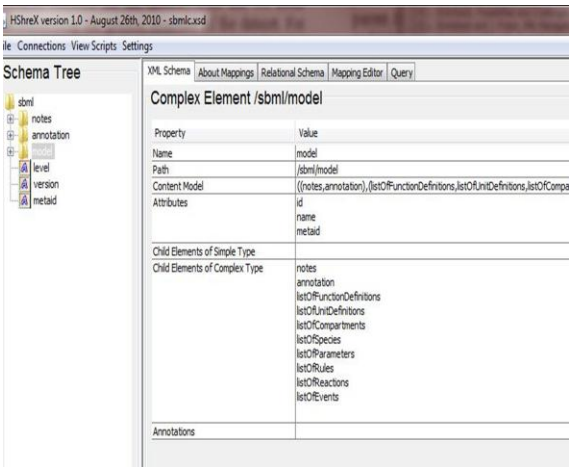 HShreX version 1.0 - August 26th, 2010 - sbmlc.xsd
ile Connections View Scripts Settings
Schema Tree
sbml
notes
annotation
model
level
version
metaid
XML Schema About Mappings Relational Schema Mapping Editor Query
Complex Element /sbml/model
Property Value
Name model
Path /sbml/model
Content Model ((notes,annotation),(listOfFunctionDefinitions,listOfUnitDefinitions,listOfCompa
Attributes id
name
metaid
Child Elements of Simple Type
Child Elements of Complex Type notes
annotation
listOfFunctionDefinitions
listOfUnitDefinitions
listOfCompartments
listOfSpecies
listOfParameters
listOfRules
listOfReactions
listOfEvents
Annotations